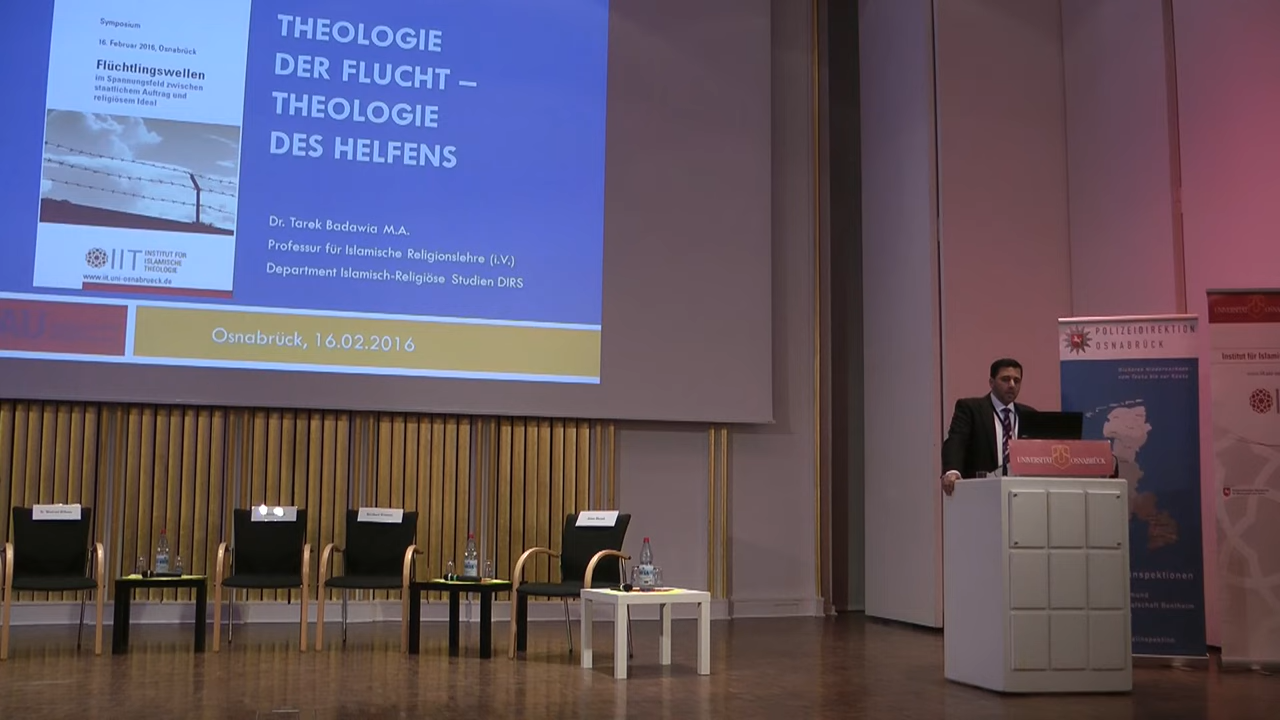 Symposium
16. Februar 2016, Osnabrück
Flüchtlingswellen
im Spannungsfeld zwischen
staatlichem Auftrag und
religiösem Ideal
IIT INSTITUT FÜR
ISLAMISCHE
THEOLOGIE
www.iit.uni-osnabrueck.de
THEOLOGIE
DER FLUCHT –
THEOLOGIE
DES HELFENS
Dr. Tarek Badawia M.A.
Professur für Islamische Religionslehre (i.V.)
Department Islamisch-Religiöse Studien DIRS
AU
Osnabrück, 16.02.2016
POLIZEIDIREKTION
OSNABRÜCK
UNIVERSITÄT OSNABRÜCK
nspektionen
Institut für Islami